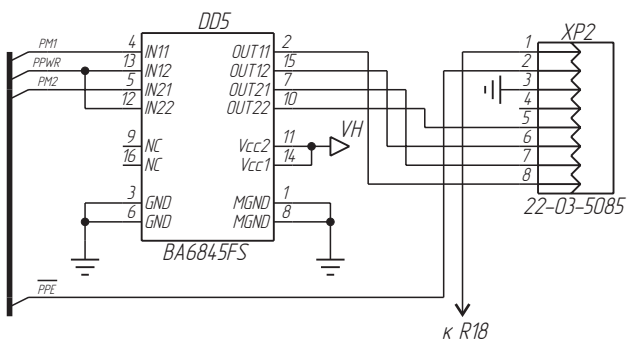 DD5
XP2
PM1
4
IN11
OUT11
2
1
PPWR
13
IN12
OUT12
15
2
PM2
5
IN21
OUT21
7
3
12
IN22
OUT22
10
4
5
9
NC
Vcc2
11
VH
6
16
NC
Vcc1
14
7
8
3
GND
MGND
1
6
GND
MGND
8
22-03-5085
BA6845FS
PPE
к R18